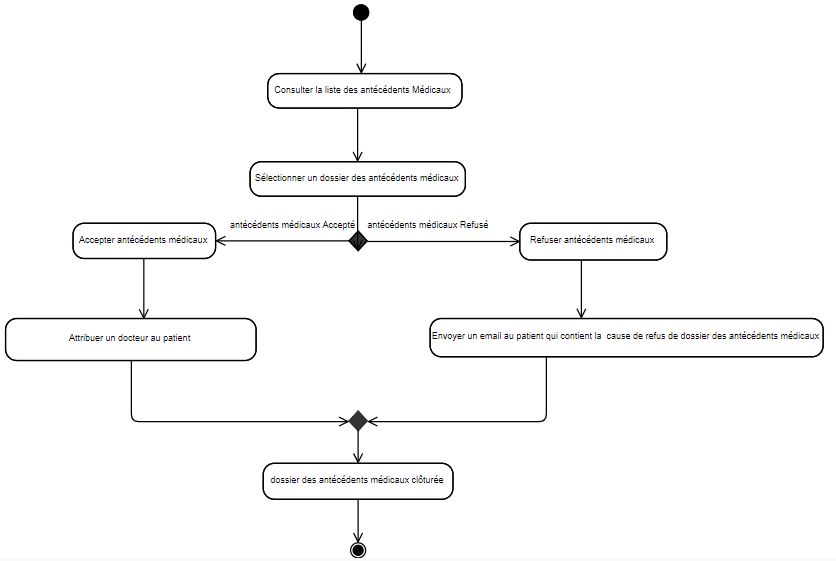 Consulter la liste des antécédents Médicaux
Sélectionner un dossier des antécédents médicaux
antécédents médicaux Accepté
antécédents médicaux Refusé
Accepter antécédents médicaux
Refuser antécédents médicaux
Attribuer un docteur au patient
Envoyer un email au patient qui contient la cause de refus de dossier des antécédents médicaux
dossier des antécédents médicaux clôturée